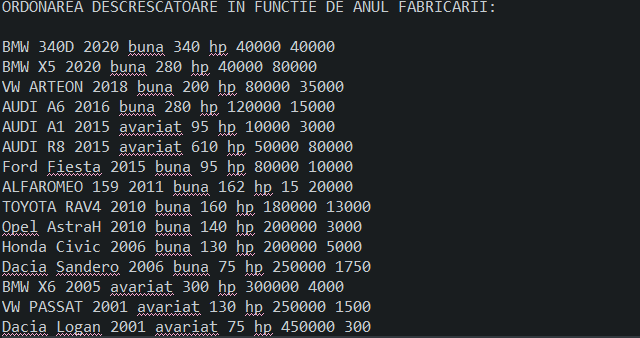 ORDONAREA DESCRESCATOARE IN FUNCTIE DE ANUL FABRICARII:
BMW 340D 2020 buna 340 hp 40000 40000
BMW X5 2020 buna 280 hp 40000 80000
VW ARTEON 2018 buna 200 hp 80000 35000
AUDI A6 2016 buna 280 hp 120000 15000
AUDI A1 2015 avariat 95 hp 10000 3000
AUDI R8 2015 avariat 610 hp 50000 80000
Ford Fiesta 2015 buna 95 hp 80000 10000
ALFAROMEO 159 2011 buna 162 hp 15 20000
TOYOTA RAV4 2010 buna 160 hp 180000 13000
Opel AstraH 2010 buna 140 hp 200000 3000
Honda Civic 2006 buna 130 hp 200000 5000
Dacia Sandero 2006 buna 75 hp 250000 1750
BMW X6 2005 avariat 300 hp 300000 4000
VW PASSAT 2001 avariat 130 hp 250000 1500
Dacia Logan 2001 avariat 75 hp 450000 300